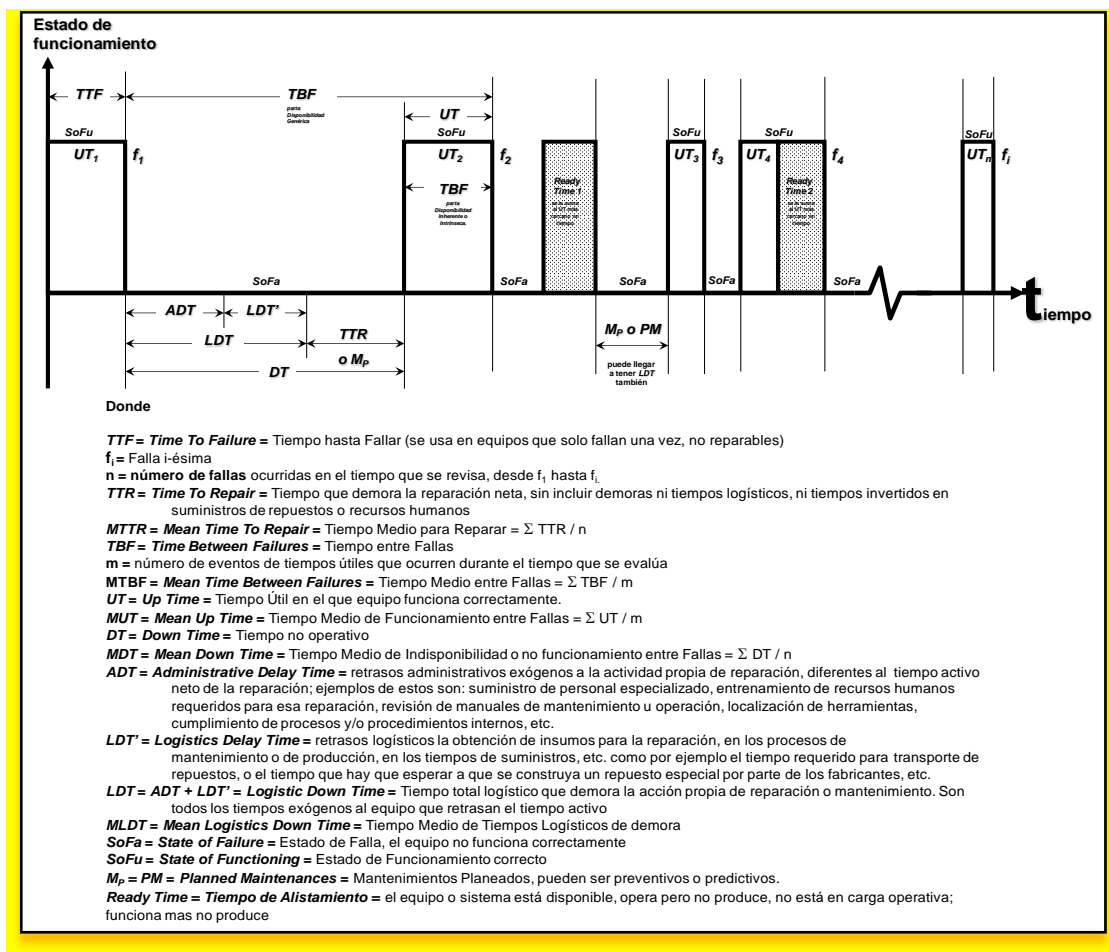 Estado de
funcionamiento
TTF
TBF
parta
Disponibilidad
Genérica
UT
SoFu
SoFu
SoFu
SoFu
SoFu
UT1
f1
UT2
f2
UT3
f3
UT4
f4
UTn
fi
TBF
parta
Disponibilidad
Inherente o
Intrínseca.
Ready
Time 1
se le suma
al UT más
cercano en
tiempo
Ready
Time 2
se le suma
al UT más
cercano en
tiempo
SoFa
SoFa
SoFa
SoFa
SoFa
tiempo
ADT
LDT’
LDT
TTR
o MP
DT
MP o PM
puede llegar
a tener LDT
también
Donde
TTF = Time To Failure = Tiempo hasta Fallar (se usa en equipos que solo fallan una vez, no reparables)
fi = Falla i-ésima
n = número de fallas ocurridas en el tiempo que se revisa, desde f1 hasta fi.
TTR = Time To Repair = Tiempo que demora la reparación neta, sin incluir demoras ni tiempos logísticos, ni tiempos invertidos en
suministros de repuestos o recursos humanos
MTTR = Mean Time To Repair = Tiempo Medio para Reparar = Σ TTR / n
TBF = Time Between Failures = Tiempo entre Fallas
m = número de eventos de tiempos útiles que ocurren durante el tiempo que se evalúa
MTBF = Mean Time Between Failures = Tiempo Medio entre Fallas = Σ TBF / m
UT = Up Time = Tiempo Útil en el que equipo funciona correctamente.
MUT = Mean Up Time = Tiempo Medio de Funcionamiento entre Fallas = Σ UT / m
DT = Down Time = Tiempo no operativo
MDT = Mean Down Time = Tiempo Medio de Indisponibilidad o no funcionamiento entre Fallas = Σ DT / n
ADT = Administrative Delay Time = retrasos administrativos exógenos a la actividad propia de reparación, diferentes al tiempo activo
neto de la reparación; ejemplos de estos son: suministro de personal especializado, entrenamiento de recursos humanos
requeridos para esa reparación, revisión de manuales de mantenimiento u operación, localización de herramientas,
cumplimiento de procesos y/o procedimientos internos, etc.
LDT’ = Logistics Delay Time = retrasos logísticos la obtención de insumos para la reparación, en los procesos de
mantenimiento o de producción, en los tiempos de suministros, etc. como por ejemplo el tiempo requerido para transporte de
repuestos, o el tiempo que hay que esperar a que se construya un repuesto especial por parte de los fabricantes, etc.
LDT = ADT + LDT’ = Logistic Down Time = Tiempo total logístico que demora la acción propia de reparación o mantenimiento. Son
todos los tiempos exógenos al equipo que retrasan el tiempo activo
MLDT = Mean Logistics Down Time = Tiempo Medio de Tiempos Logísticos de demora
SoFa = State of Failure = Estado de Falla, el equipo no funciona correctamente
SoFu = State of Functioning = Estado de Funcionamiento correcto
MP = PM = Planned Maintenances = Mantenimientos Planeados, pueden ser preventivos o predictivos.
Ready Time = Tiempo de Alistamiento = el equipo o sistema está disponible, opera pero no produce, no está en carga operativa;
funciona mas no produce